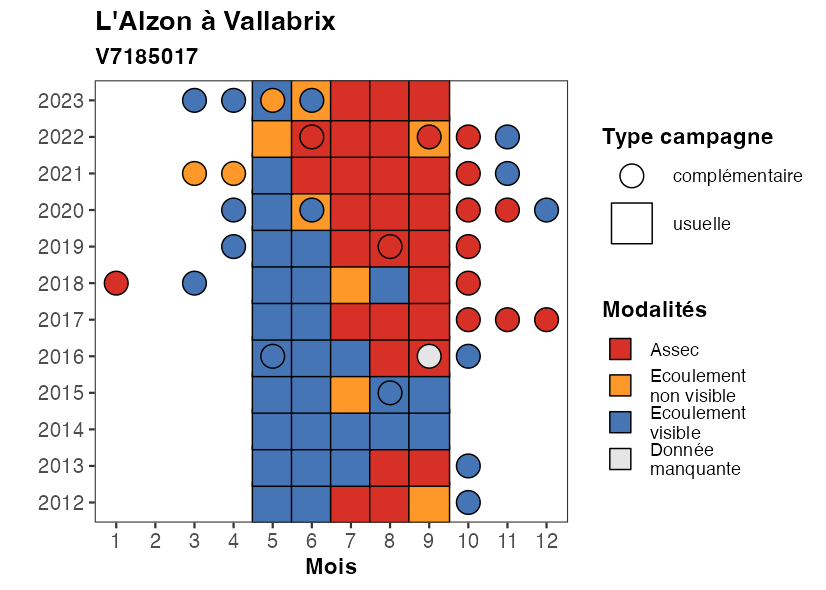 L'Alzon à Vallabrix
V7185017
2023
2022
2021
2020
2019
2018
2017
2016
2015
2014
2013
2012
1 2 3 4 5 6 7 8 9 10 11 12
Mois
Type campagne
complémentaire
usuelle
Modalités
Assec
Ecoulement
non visible
Ecoulement
visible
Donnée
manquante